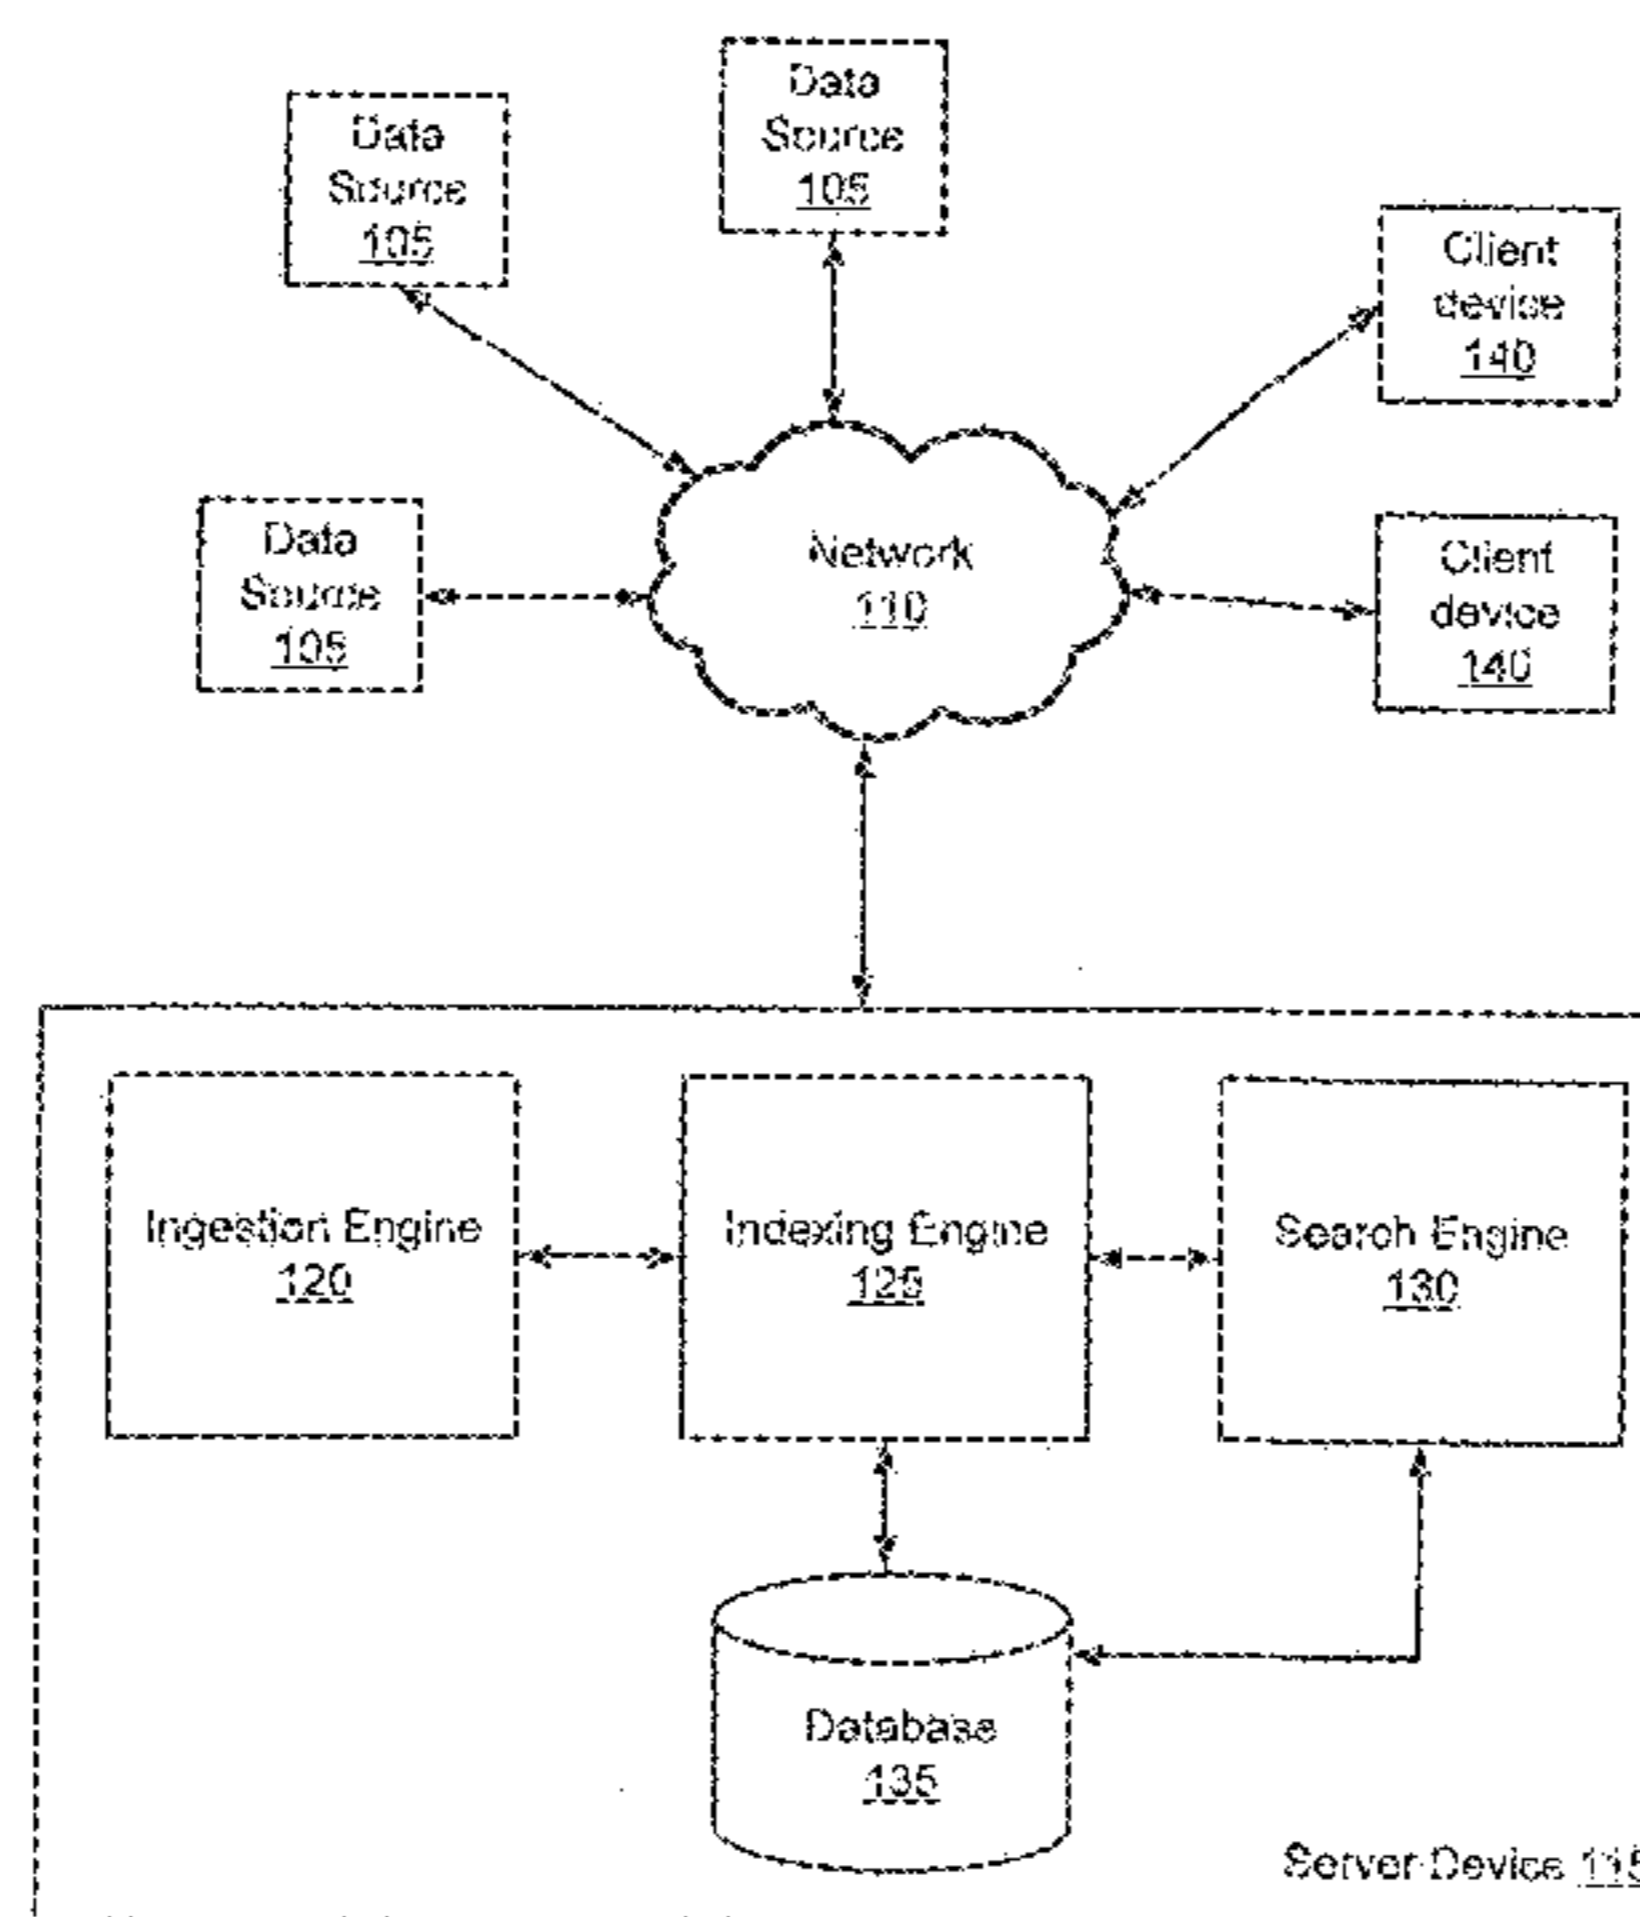 Data
Source
105
Data
Source
105
Client
device
140
Data
Source
105
Network
110
Client
device
140
Ingestion Engine
120
Indexing Engine
125
Search Engine
130
Database
135
Server Device 115